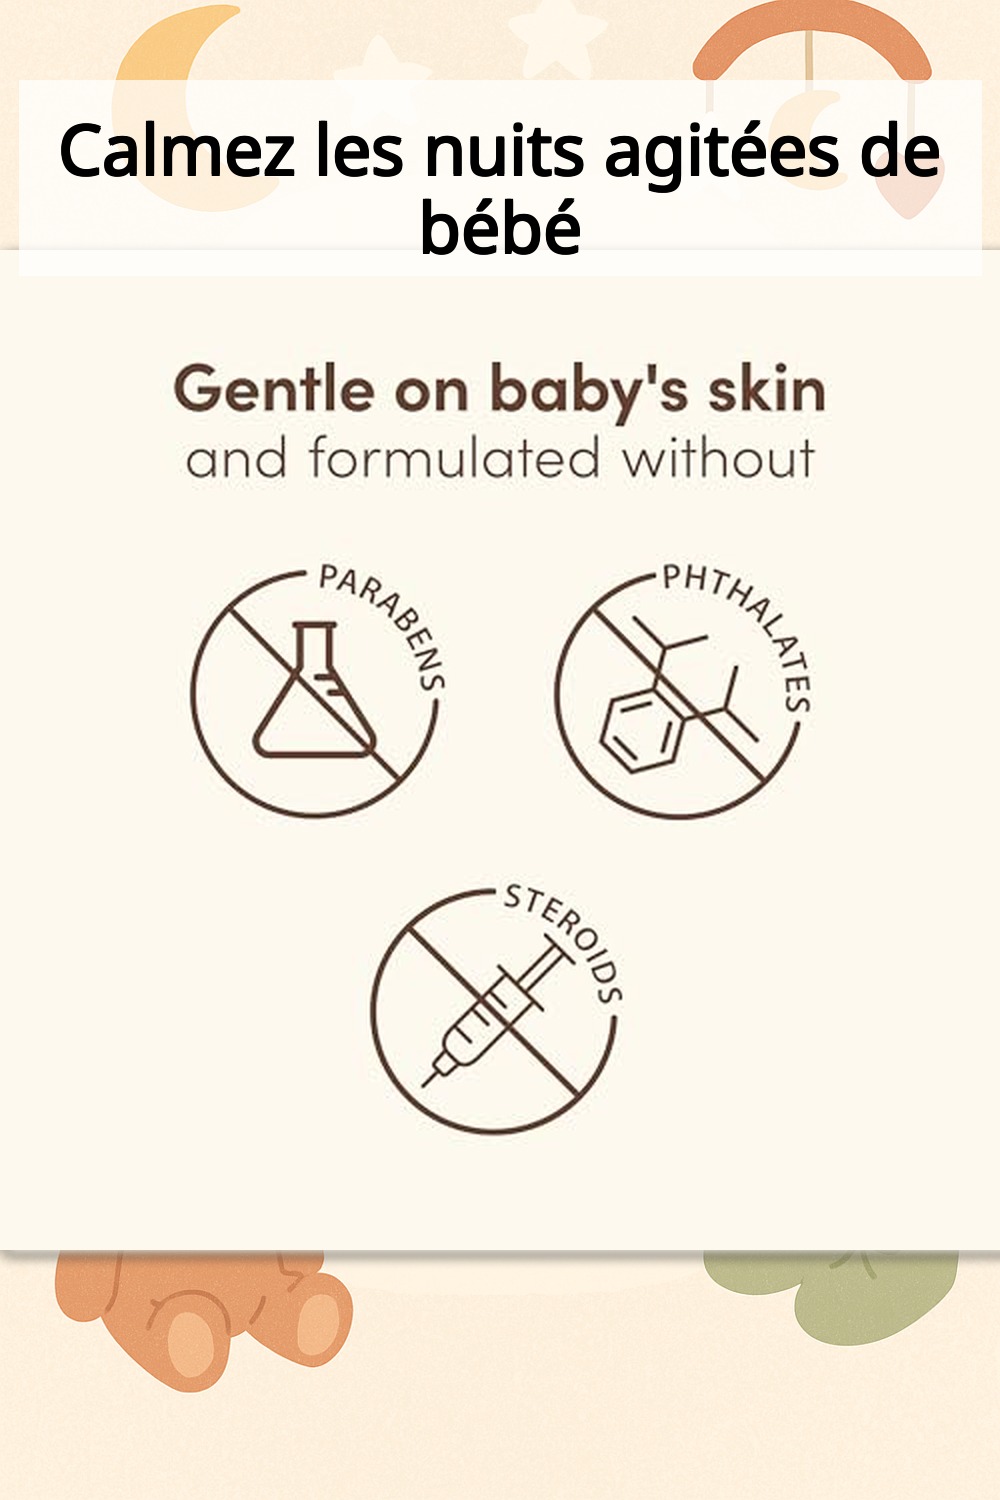 Calmez les nuits agitées de
bébé
Gentle on baby's skin
and formulated without
PARABENS
PHTHALATES
STEROIDS